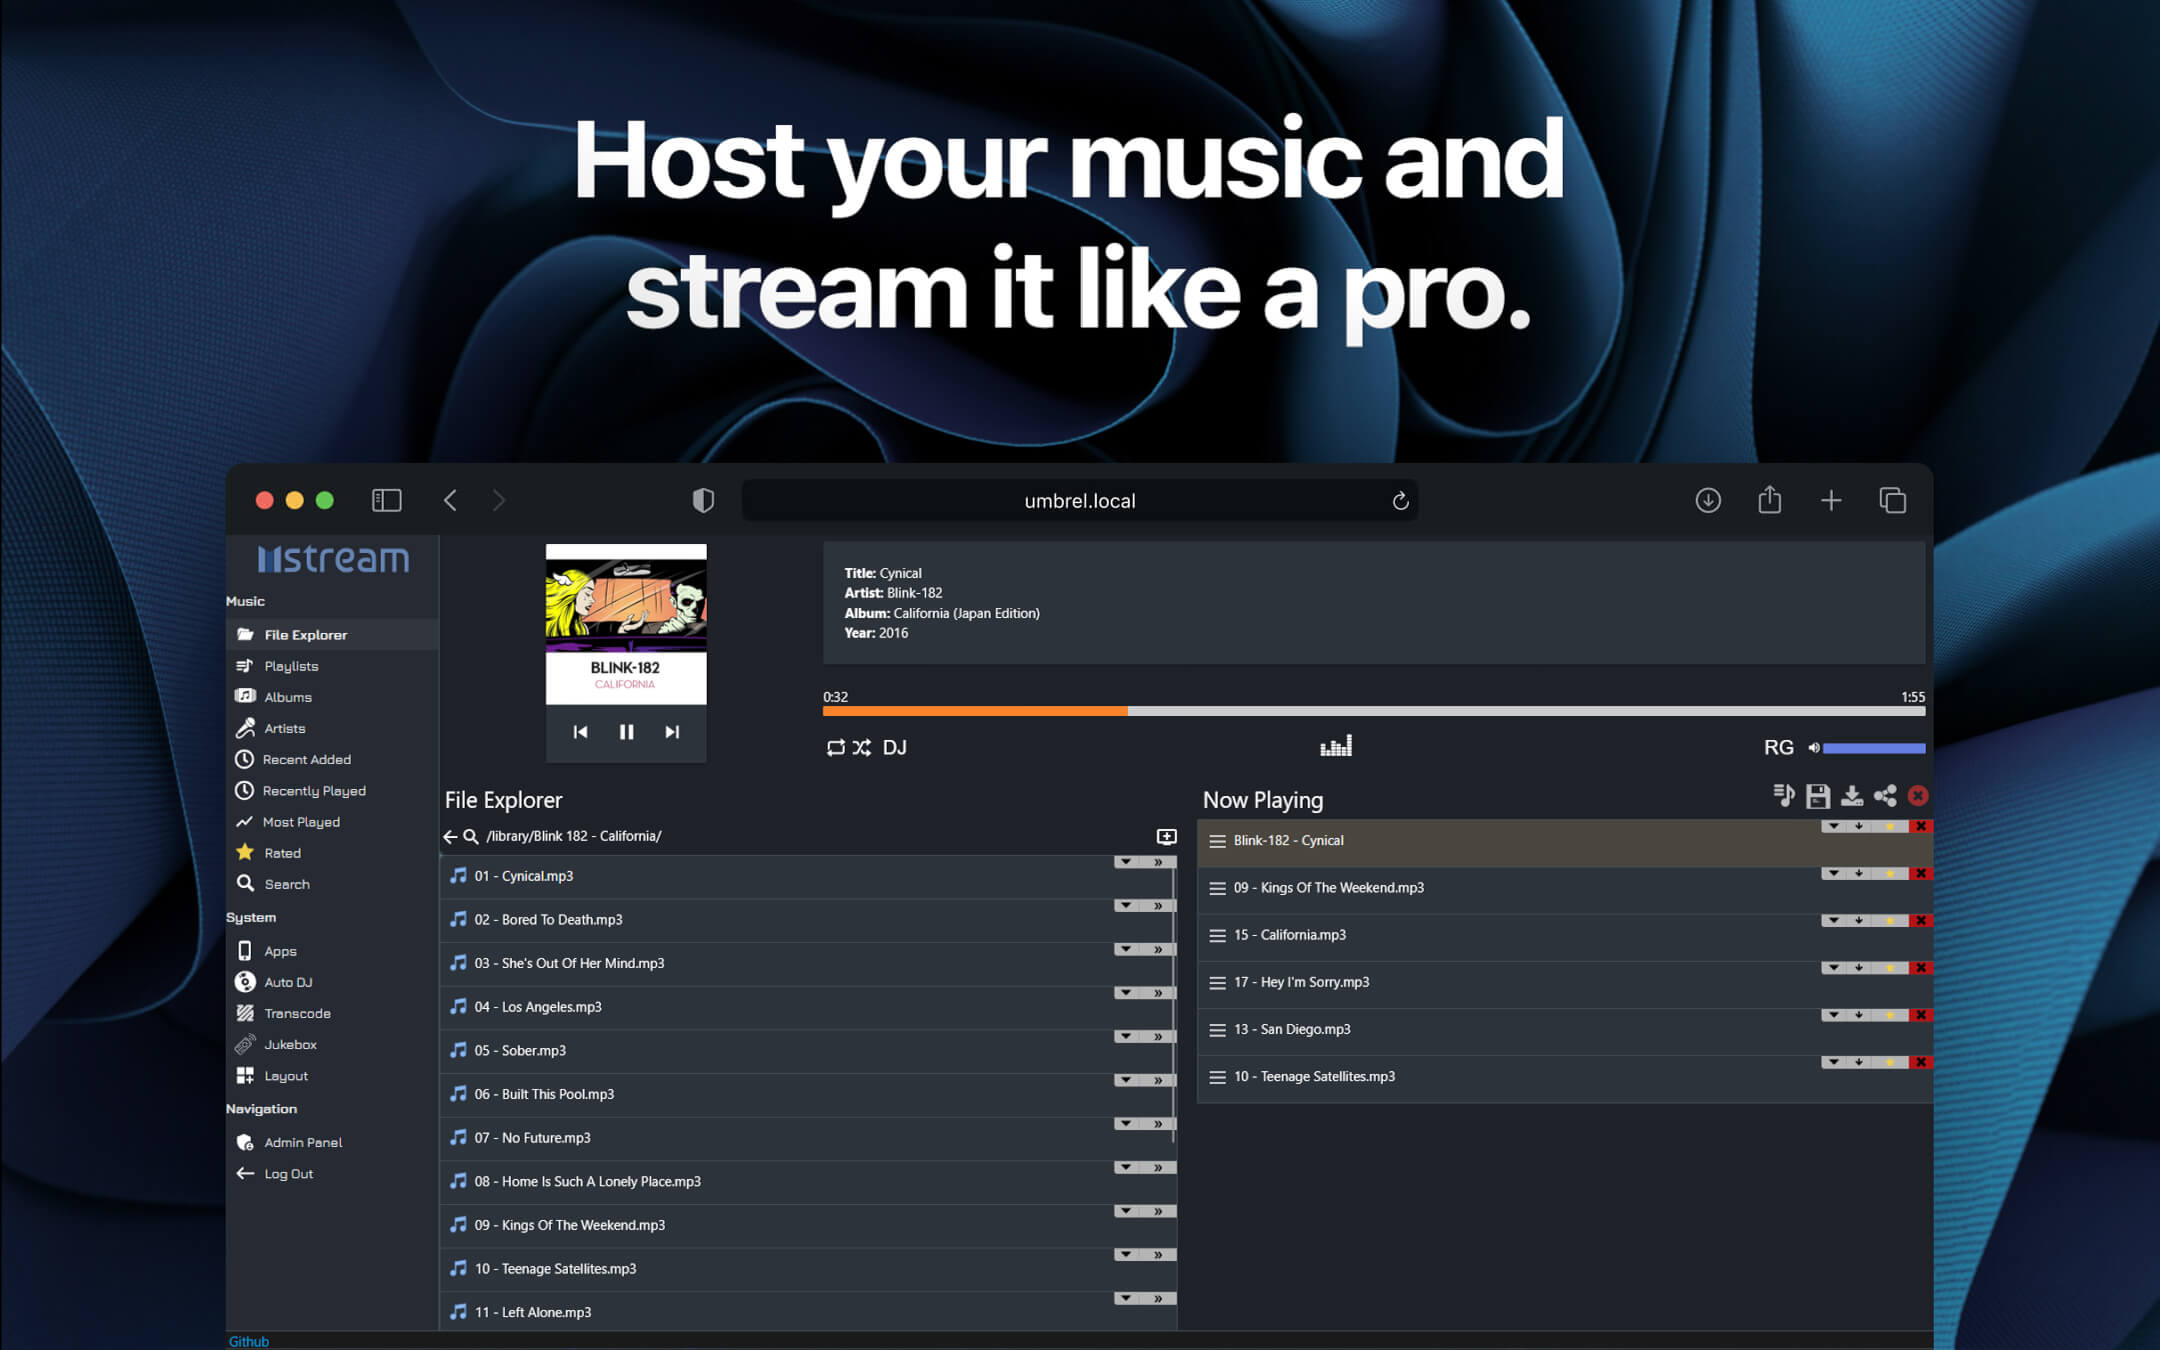 Host your music and
stream it like a pro.
umbrel.local
mstream
Music
File Explorer
Playlists
Albums
Artists
Recent Added
Recently Played
Most Played
Rated
Search
System
Apps
Auto DJ
Transcode
Jukebox
Layout
Navigation
Admin Panel
Log Out
Github
BLINK-182
CALIFORNIA
Title: Cynical
Artist: Blink-182
Album: California (Japan Edition)
Year: 2016
0:32 1:55
DJ RG
File Explorer
/library/Blink 182 - California/
01 - Cynical.mp3
02 - Bored To Death.mp3
03 - She's Out Of Her Mind.mp3
04 - Los Angeles.mp3
05 - Sober.mp3
06 - Built This Pool.mp3
07 - No Future.mp3
08 - Home Is Such A Lonely Place.mp3
09 - Kings Of The Weekend.mp3
10 - Teenage Satellites.mp3
11 - Left Alone.mp3
Now Playing
Blink-182 - Cynical
09 - Kings Of The Weekend.mp3
15 - California.mp3
17 - Hey I'm Sorry.mp3
13 - San Diego.mp3
10 - Teenage Satellites.mp3